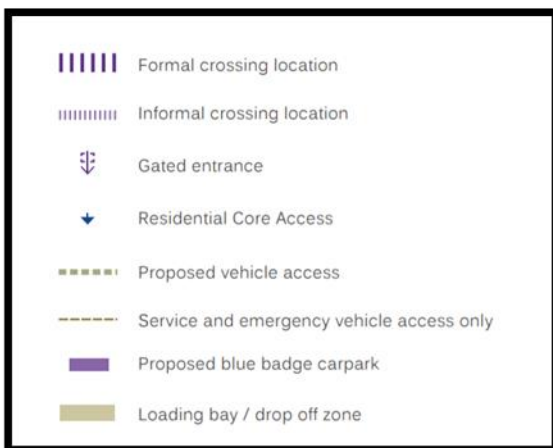 Formal crossing location
Informal crossing location
Gated entrance
Residential Core Access
Proposed vehicle access
Service and emergency vehicle access only
Proposed blue badge carpark
Loading bay / drop off zone